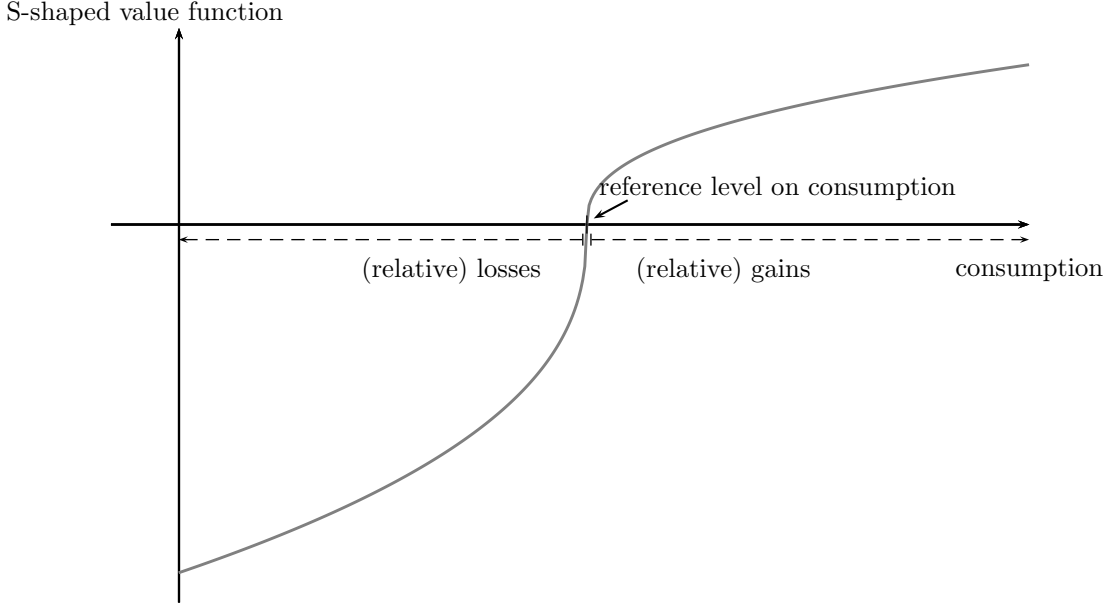 S-shaped value function
reference level on consumption
(relative) losses
(relative) gains
consumption